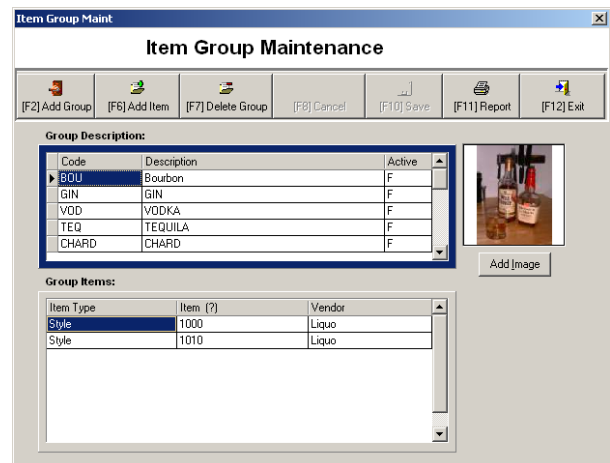 Item Group Maint
Item Group Maintenance
[F2] Add Group [F6] Add Item [F7] Delete Group [F8] Cancel [F10] Save [F11] Report [F12] Exit
Group Description:
Code Description Active
BOU Bourbon F
GIN GIN F
VOD VODKA F
TEQ TEQUILA F
CHARD CHARD F
Add Image
Group Items:
Item Type Item (?) Vendor
Style 1000 Liquo
Style 1010 Liquo